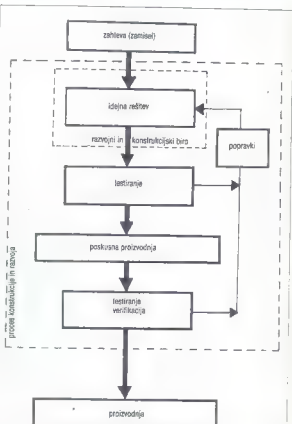 zahteva (zamisel)
idejna rešitev
razvojni in konstrukcijski biro
popravki
testiranje
poskusna proizvodnja
testiranje
verifikacija
proces konstrukcije in razvoja
proizvodnja